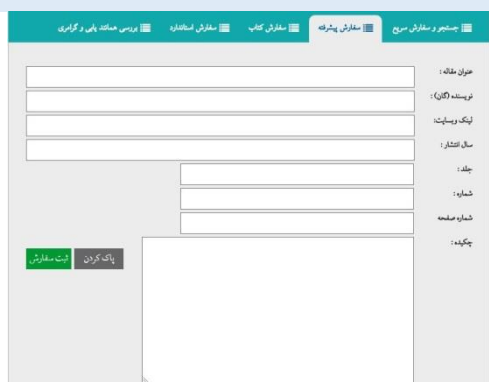 جستجو و سفارش سریع
سفارش پیشرفته
سفارش کتاب
سفارش استاندارد
بررسی همانند یابی و گرامری
عنوان مقاله :
نویسنده (گان) :
لینک وبسایت:
سال انتشار :
جلد :
شماره :
شماره صفحه
چکیده :
پاک کردن
ثبت سفارش